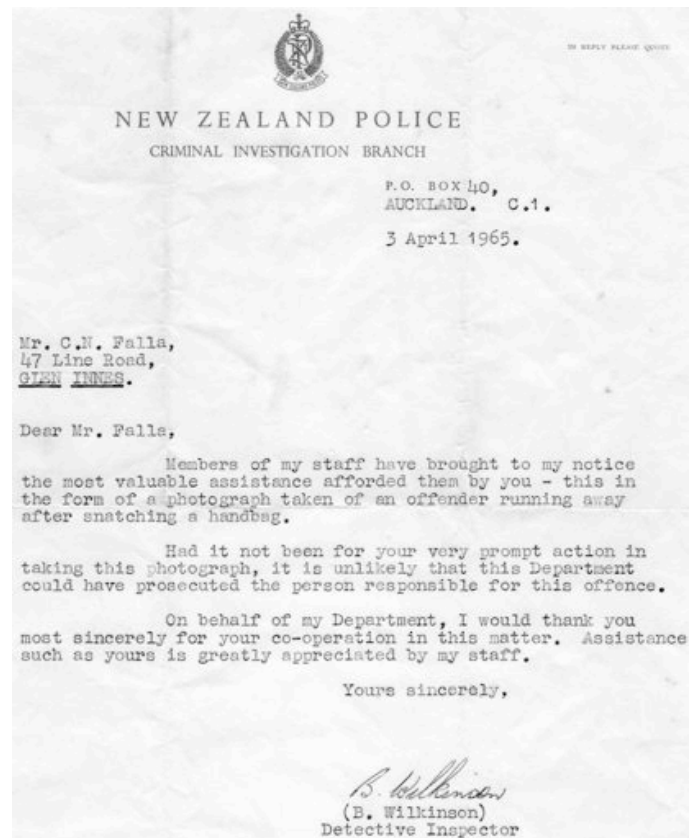 IN REPLY PLEASE QUOTE
NEW ZEALAND POLICE
CRIMINAL INVESTIGATION BRANCH
P.O. BOX 40,
AUCKLAND. C.1.
3 April 1965.
Mr. C.N. Falla,
47 Line Road,
GLEN INNES.
Dear Mr. Falla,
Members of my staff have brought to my notice
the most valuable assistance afforded them by you - this in
the form of a photograph taken of an offender running away
after snatching a handbag.
Had it not been for your very prompt action in
taking this photograph, it is unlikely that this Department
could have prosecuted the person responsible for this offence.
On behalf of my Department, I would thank you
most sincerely for your co-operation in this matter. Assistance
such as yours is greatly appreciated by my staff.
Yours sincerely,
B. Wilkinson
(B. Wilkinson)
Detective Inspector